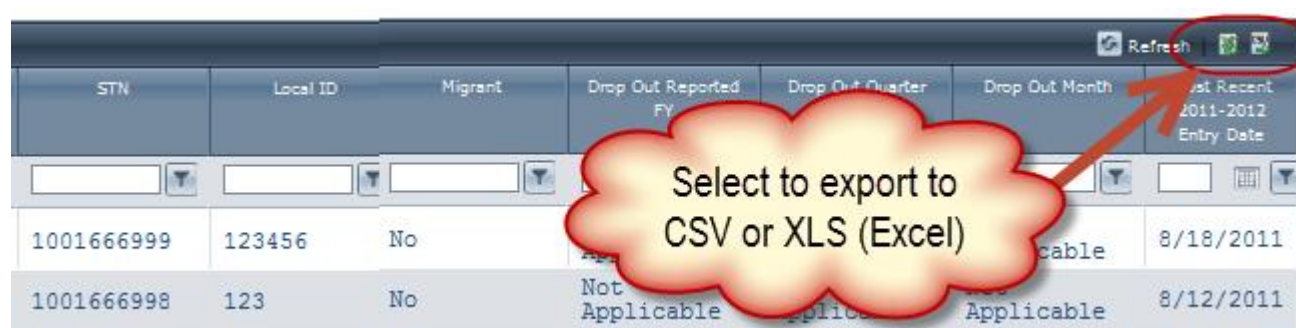 Refresh
STN Local ID Migrant Drop Out Reported FY Drop Out Quarter Drop Out Month Most Recent 2011-2012 Entry Date
Select to export to
CSV or XLS (Excel)
1001666999 123456 No 8/18/2011
1001666998 123 No Not Applicable Applicable Not Applicable 8/12/2011